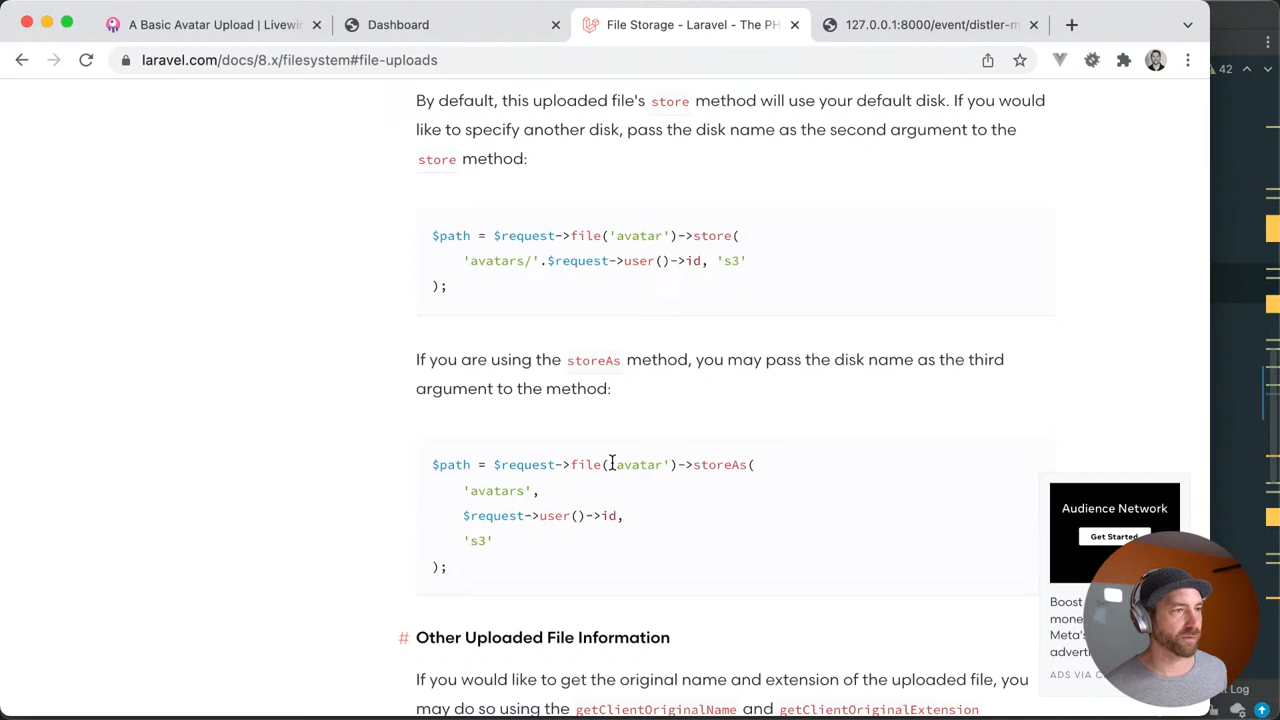 A Basic Avatar Upload | Livewir
Dashboard
File Storage - Laravel - The PH
127.0.0.1:8000/event/distler-m
laravel.com/docs/8.x/filesystem#file-uploads
42
By default, this uploaded file's store method will use your default disk. If you would
like to specify another disk, pass the disk name as the second argument to the
store method:
$path = $request->file('avatar')->store(
'avatars/'.$request->user()->id, 's3'
);
If you are using the storeAs method, you may pass the disk name as the third
argument to the method:
$path = $request->file('avatar')->storeAs(
'avatars',
$request->user()->id,
's3'
);
Audience Network
Get Started
Boost
mone
Meta's
adverti
ADS VIA C
# Other Uploaded File Information
If you would like to get the original name and extension of the uploaded file, you
may do so using the getClientOriginalName and getClientOriginalExtension
t Log